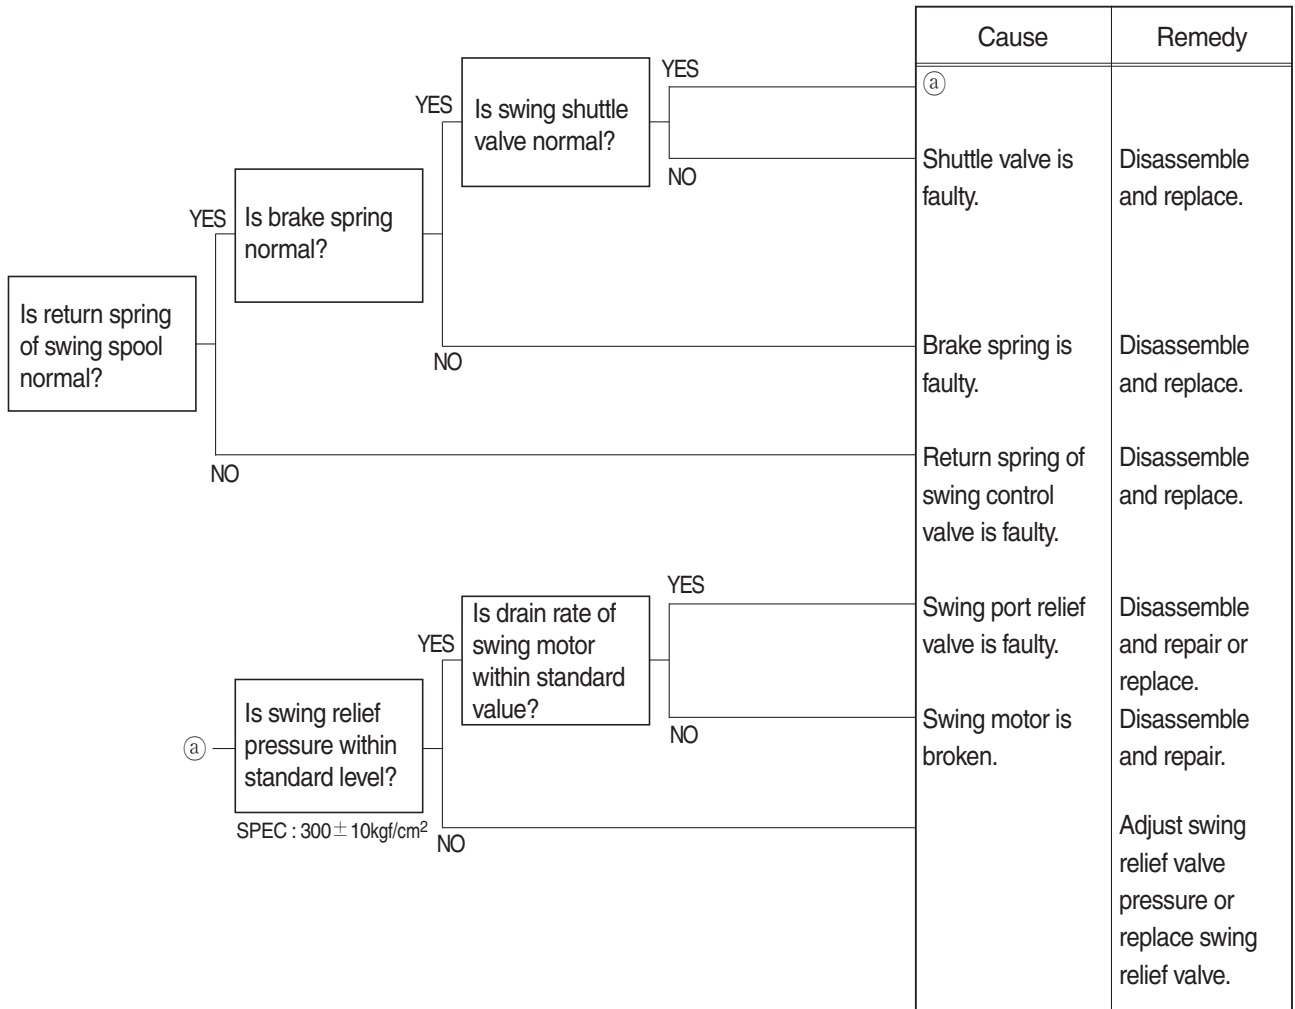 Cause
Remedy
YES
ⓐ
YES
Is swing shuttle
valve normal?
NO
Shuttle valve is
faulty.
Disassemble
and replace.
YES
Is brake spring
normal?
NO
Brake spring is
faulty.
Disassemble
and replace.
Is return spring
of swing spool
normal?
NO
Return spring of
swing control
valve is faulty.
Disassemble
and replace.
YES
Swing port relief
valve is faulty.
Disassemble
and repair or
replace.
YES
Is drain rate of
swing motor
within standard
value?
NO
Swing motor is
broken.
Disassemble
and repair.
ⓐ
Is swing relief
pressure within
standard level?
SPEC : 300±10kgf/cm²
NO
Adjust swing
relief valve
pressure or
replace swing
relief valve.